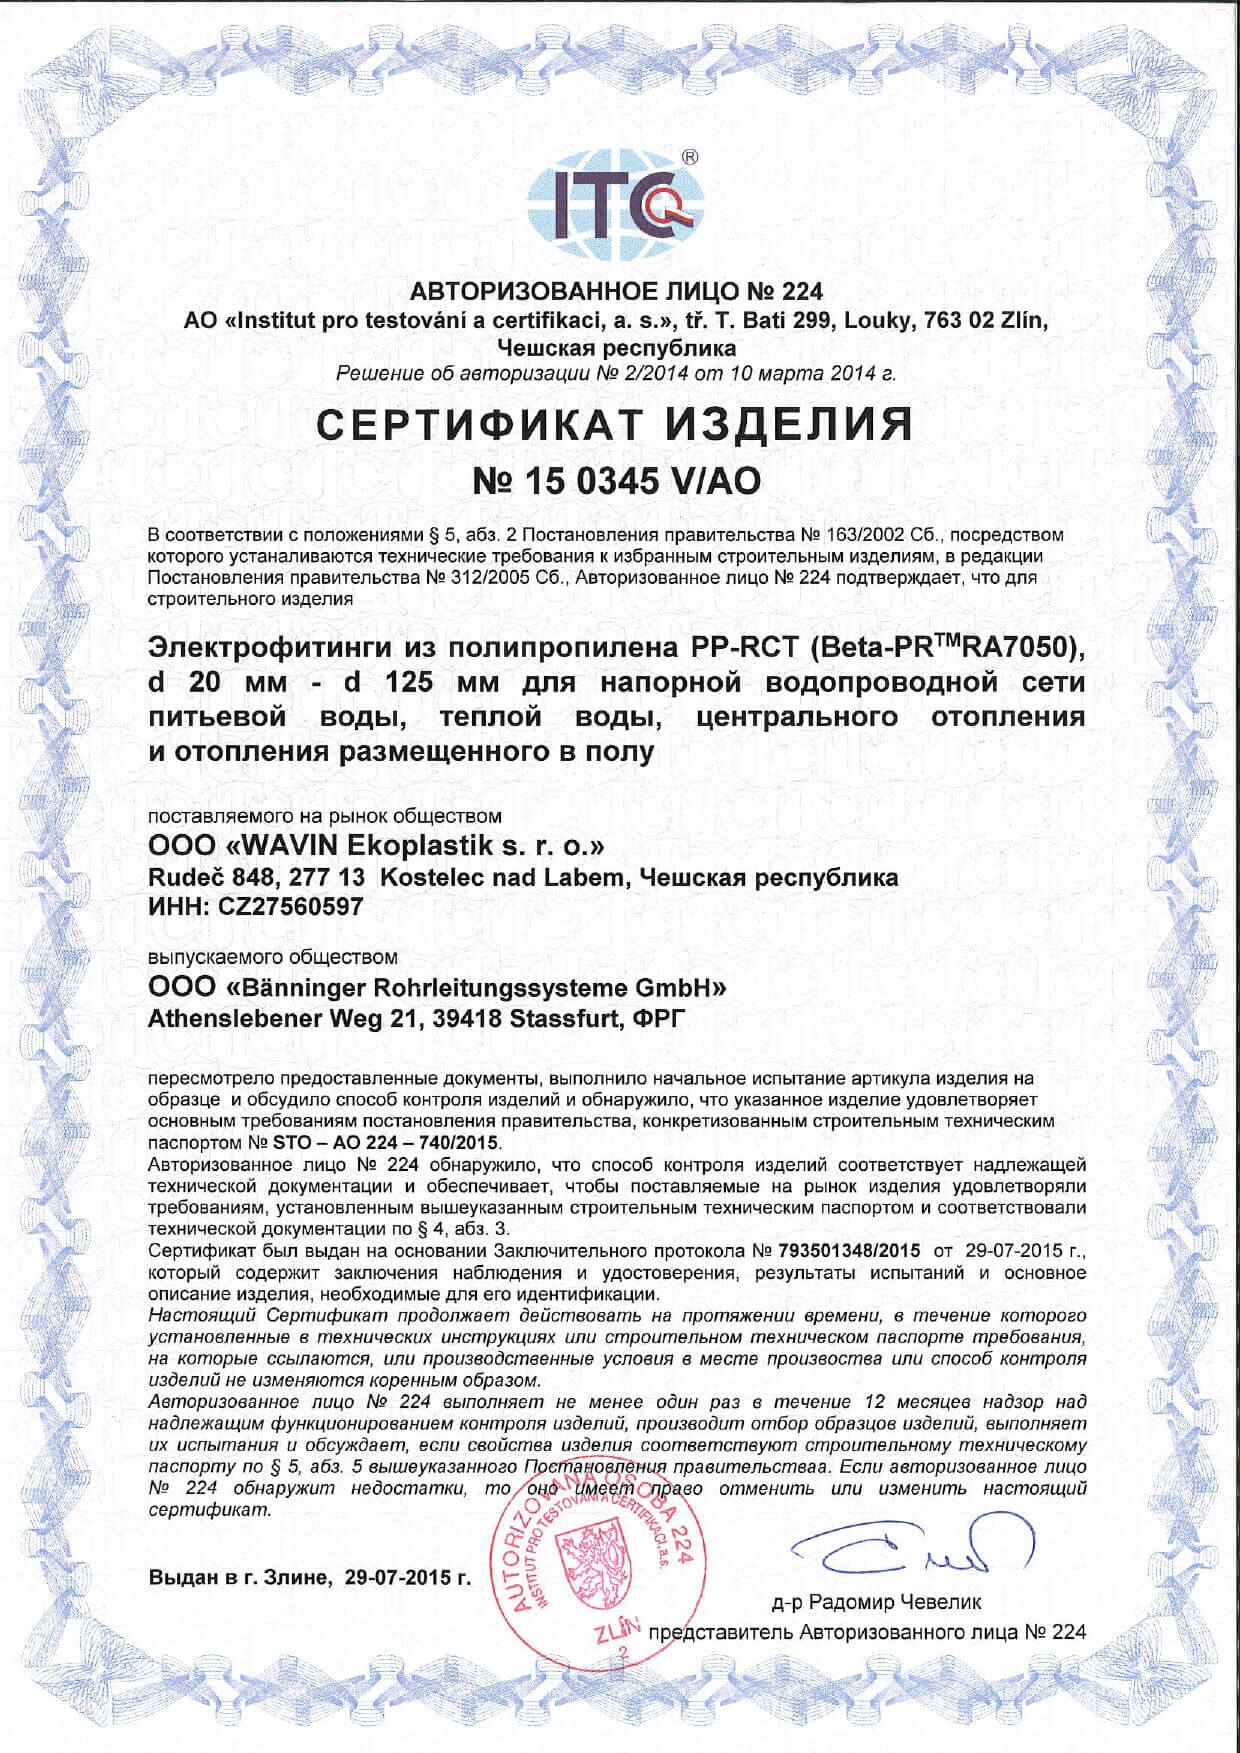 ITC ®
АВТОРИЗОВАННОЕ ЛИЦО № 224
АО «Institut pro testování a certifikaci, a. s.», tř. T. Bati 299, Louky, 763 02 Zlín,
Чешская республика
Решение об авторизации № 2/2014 от 10 марта 2014 г.
СЕРТИФИКАТ ИЗДЕЛИЯ
№ 15 0345 V/AO
В соответствии с положениями § 5, абз. 2 Постановления правительства № 163/2002 Сб., посредством
которого устаналиваются технические требования к избранным строительным изделиям, в редакции
Постановления правительства № 312/2005 Сб., Авторизованное лицо № 224 подтверждает, что для
строительного изделия
Электрофитинги из полипропилена PP-RCT (Beta-PR™RA7050),
d 20 мм - d 125 мм для напорной водопроводной сети
питьевой воды, теплой воды, центрального отопления
и отопления размещенного в полу
поставляемого на рынок обществом
ООО «WAVIN Ekoplastik s. r. o.»
Rudeč 848, 277 13 Kostelec nad Labem, Чешская республика
ИНН: CZ27560597
выпускаемого обществом
ООО «Bänninger Rohrleitungssysteme GmbH»
Athenslebener Weg 21, 39418 Stassfurt, ФРГ
пересмотрело предоставленные документы, выполнило начальное испытание артикула изделия на
образце и обсудило способ контроля изделий и обнаружило, что указанное изделие удовлетворяет
основным требованиям постановления правительства, конкретизованным строительным техническим
паспортом № STO – AO 224 – 740/2015.
Авторизованное лицо № 224 обнаружило, что способ контроля изделий соответствует надлежащей
технической документации и обеспечивает, чтобы поставляемые на рынок изделия удовлетворяли
требованиям, установленным вышеуказанным строительным техническим паспортом и соответствовали
технической документации по § 4, абз. 3.
Сертификат был выдан на основании Заключительного протокола № 793501348/2015 от 29-07-2015 г.,
который содержит заключения наблюдения и удостоверения, результаты испытаний и основное
описание изделия, необходимые для его идентификации.
Настоящий Сертификат продолжает действовать на протяжении времени, в течение которого
установленные в технических инструкциях или строительном техническом паспорте требования,
на которые ссылаются, или производственные условия в месте произвоства или способ контроля
изделий не изменяются коренным образом.
Авторизованное лицо № 224 выполняет не менее один раз в течение 12 месяцев надзор над
надлежащим функционированием контроля изделий, производит отбор образцов изделий, выполняет
их испытания и обсуждает, если свойства изделия соответствуют строительному техническому
паспорту по § 5, абз. 5 вышеуказанного Постановления правительстваа. Если авторизованное лицо
№ 224 обнаружит недостатки, то оно имеет право отменить или изменить настоящий
сертификат.
AUTORIZOVANÁ OSOBA 224
INSTITUT PRO TESTOVÁNÍ A CERTIFIKACI, a.s.
ZLÍN
2
Выдан в г. Злине, 29-07-2015 г.
д-р Радомир Чевелик
представитель Авторизованного лица № 224